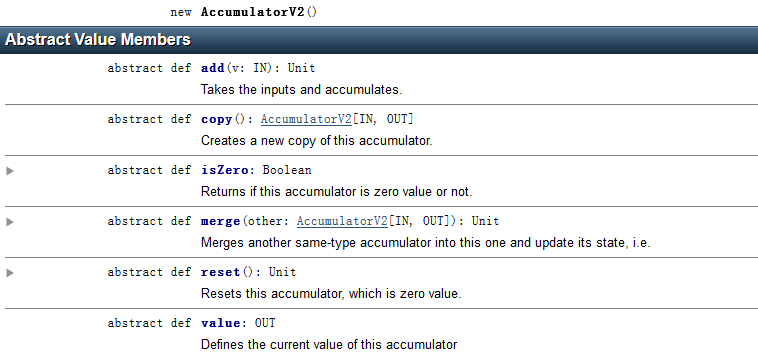 new AccumulatorV2()
Abstract Value Members
abstract def add(v: IN): Unit
Takes the inputs and accumulates.
abstract def copy(): AccumulatorV2[IN, OUT]
Creates a new copy of this accumulator.
abstract def isZero: Boolean
Returns if this accumulator is zero value or not.
abstract def merge(other: AccumulatorV2[IN, OUT]): Unit
Merges another same-type accumulator into this one and update its state, i.e.
abstract def reset(): Unit
Resets this accumulator, which is zero value.
abstract def value: OUT
Defines the current value of this accumulator